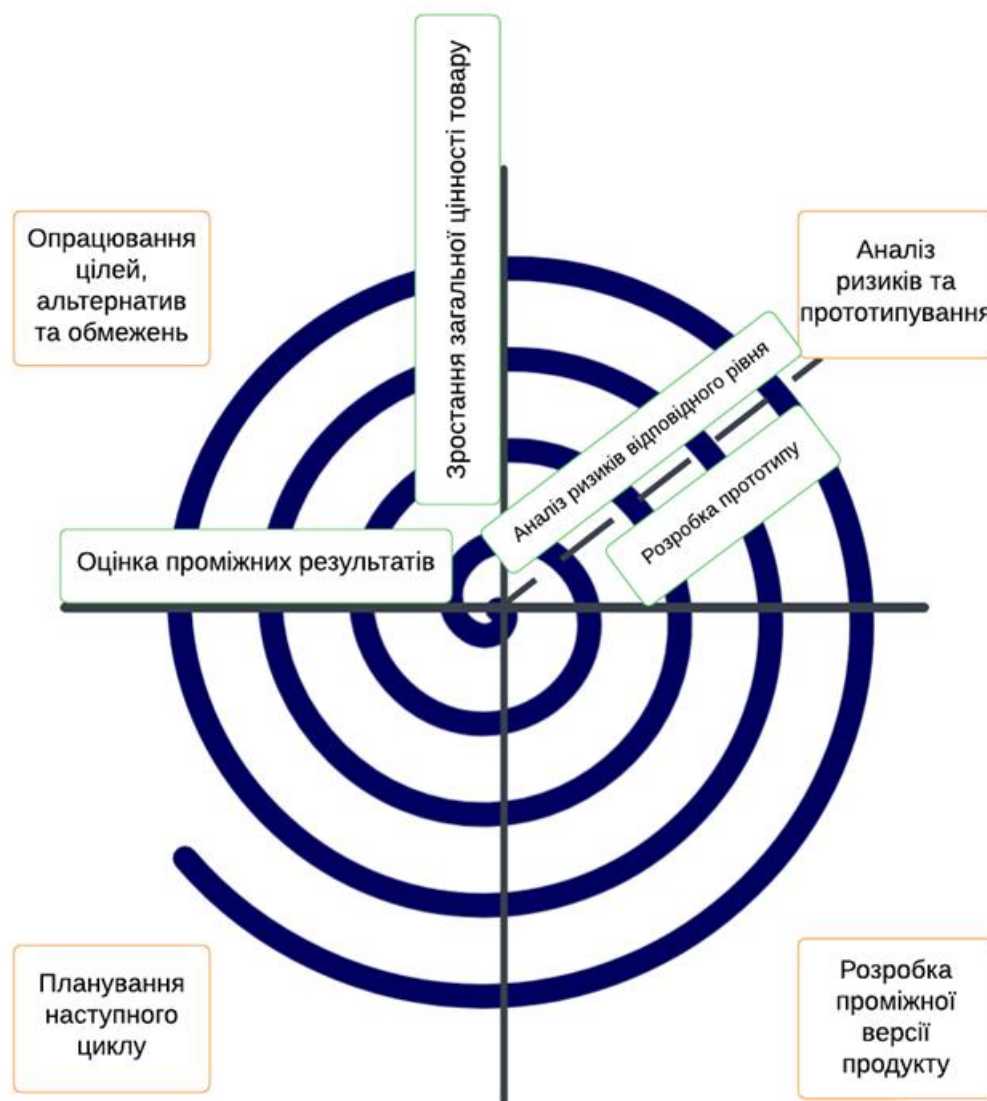 Зростання загальної цінності товару
Опрацювання
цілей,
альтернатив
та обмежень
Аналіз
ризиків та
прототипування
Аналіз ризиків відповідного рівня
Розробка прототипу
Оцінка проміжних результатів
Планування
наступного
циклу
Розробка
проміжної
версії
продукту